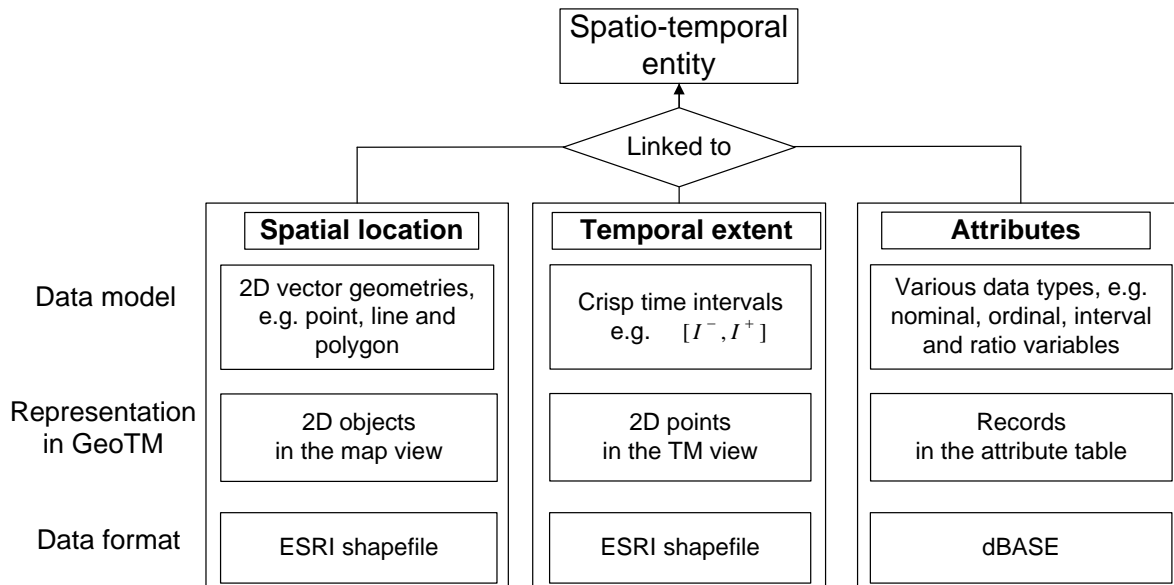 Spatio-temporal
entity
Linked to
Spatial location
Temporal extent
Attributes
Data model
2D vector geometries,
e.g. point, line and
polygon
Crisp time intervals
e.g. [I⁻, I⁺]
Various data types, e.g.
nominal, ordinal, interval
and ratio variables
Representation
in GeoTM
2D objects
in the map view
2D points
in the TM view
Records
in the attribute table
Data format
ESRI shapefile
ESRI shapefile
dBASE